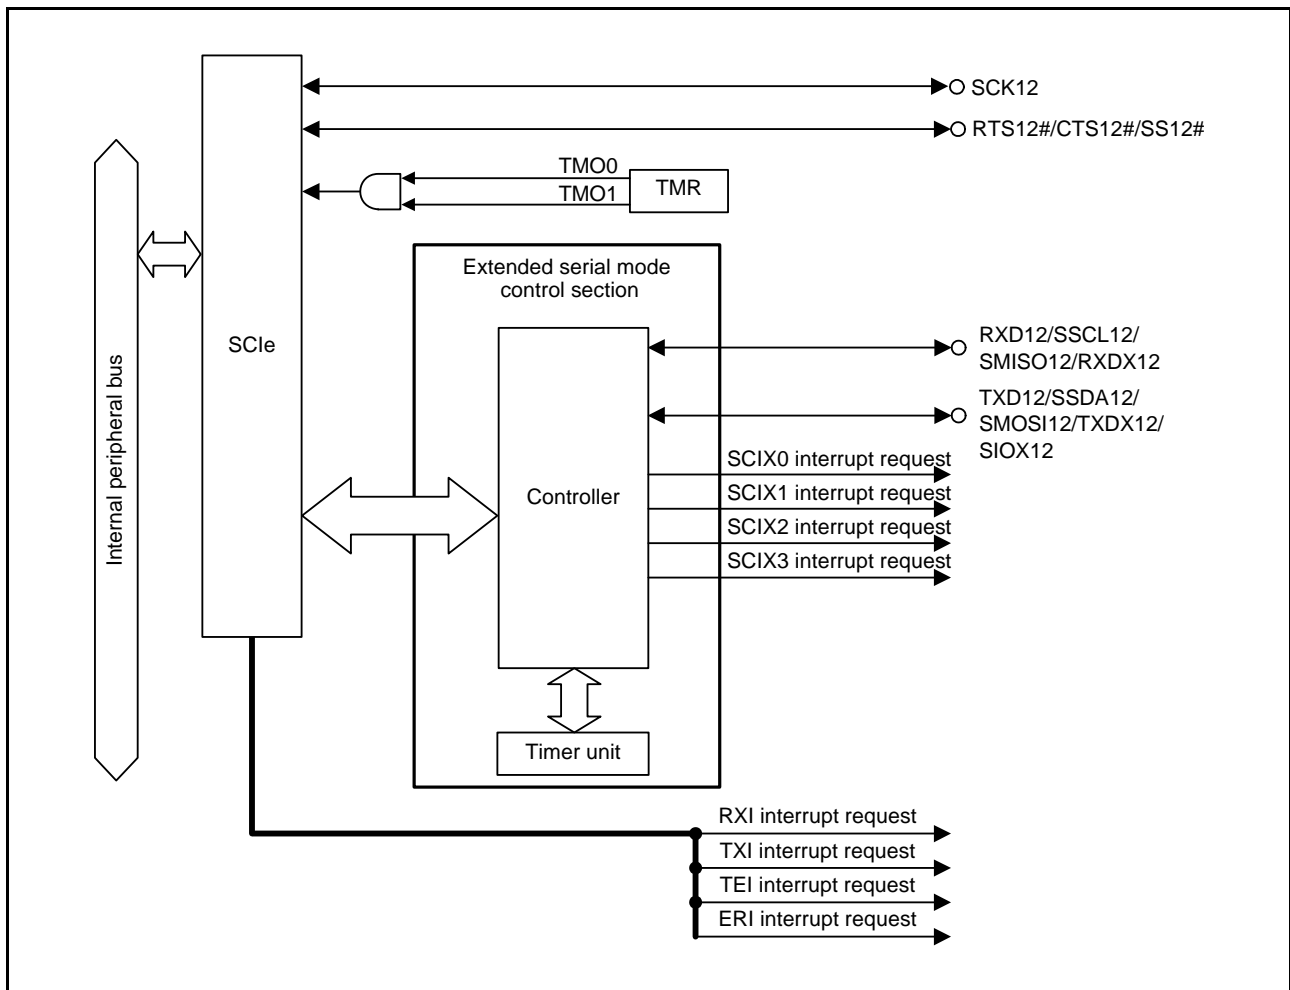 SCK12
RTS12#/CTS12#/SS12#
TMO0
TMO1
TMR
Extended serial mode
control section
SCIe
Internal peripheral bus
RXD12/SSCL12/
SMISO12/RXDX12
TXD12/SSDA12/
SMOSI12/TXDX12/
SIOX12
Controller
SCIX0 interrupt request
SCIX1 interrupt request
SCIX2 interrupt request
SCIX3 interrupt request
Timer unit
RXI interrupt request
TXI interrupt request
TEI interrupt request
ERI interrupt request